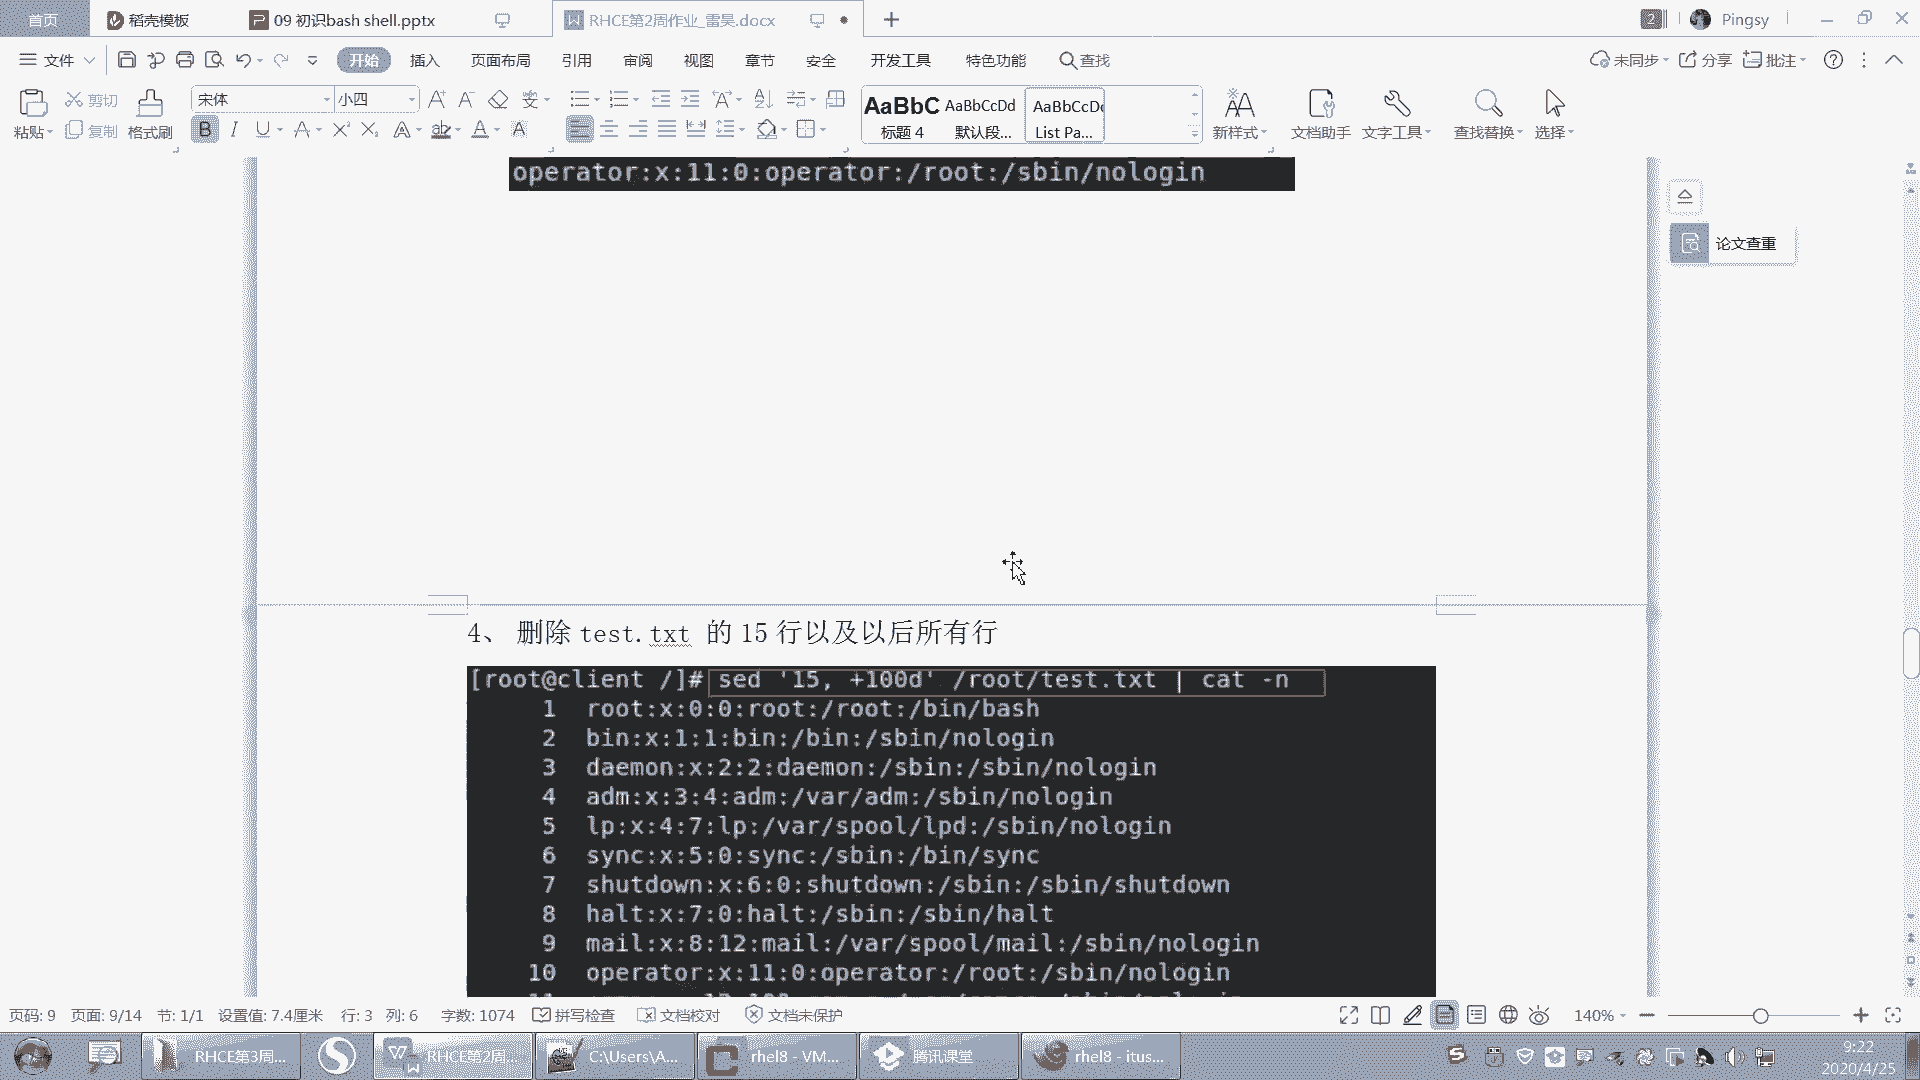 首页
稻壳模板
09 初识bash shell.pptx
RHCE第2周作业_雷昊.docx
2
Pingsy
文件
开始
插入
页面布局
引用
审阅
视图
章节
安全
开发工具
特色功能
查找
未同步
分享
批注
粘贴
剪切
复制
格式刷
宋体
小四
AaBbC
标题 4
AaBbCcDd
默认段...
AaBbCcDd
List Pa...
新样式
文档助手
文字工具
查找替换
选择
operator:x:11:0:operator:/root:/sbin/nologin
论文查重
4、 删除 test.txt 的 15 行以及以后所有行
[root@client /]# sed '15, +100d' /root/test.txt | cat -n
1 root:x:0:0:root:/root:/bin/bash
2 bin:x:1:1:bin:/bin:/sbin/nologin
3 daemon:x:2:2:daemon:/sbin:/sbin/nologin
4 adm:x:3:4:adm:/var/adm:/sbin/nologin
5 lp:x:4:7:lp:/var/spool/lpd:/sbin/nologin
6 sync:x:5:0:sync:/sbin:/bin/sync
7 shutdown:x:6:0:shutdown:/sbin:/sbin/shutdown
8 halt:x:7:0:halt:/sbin:/sbin/halt
9 mail:x:8:12:mail:/var/spool/mail:/sbin/nologin
10 operator:x:11:0:operator:/root:/sbin/nologin
页码: 9 页面: 9/14 节: 1/1 设置值: 7.4厘米 行: 3 列: 6 字数: 1074 拼写检查 文档校对 文档未保护
140%
RHCE第3周...
RHCE第2周...
C:\Users\A...
rhel8 - VM...
腾讯课堂
rhel8 - itus...
9:22
2020/4/25